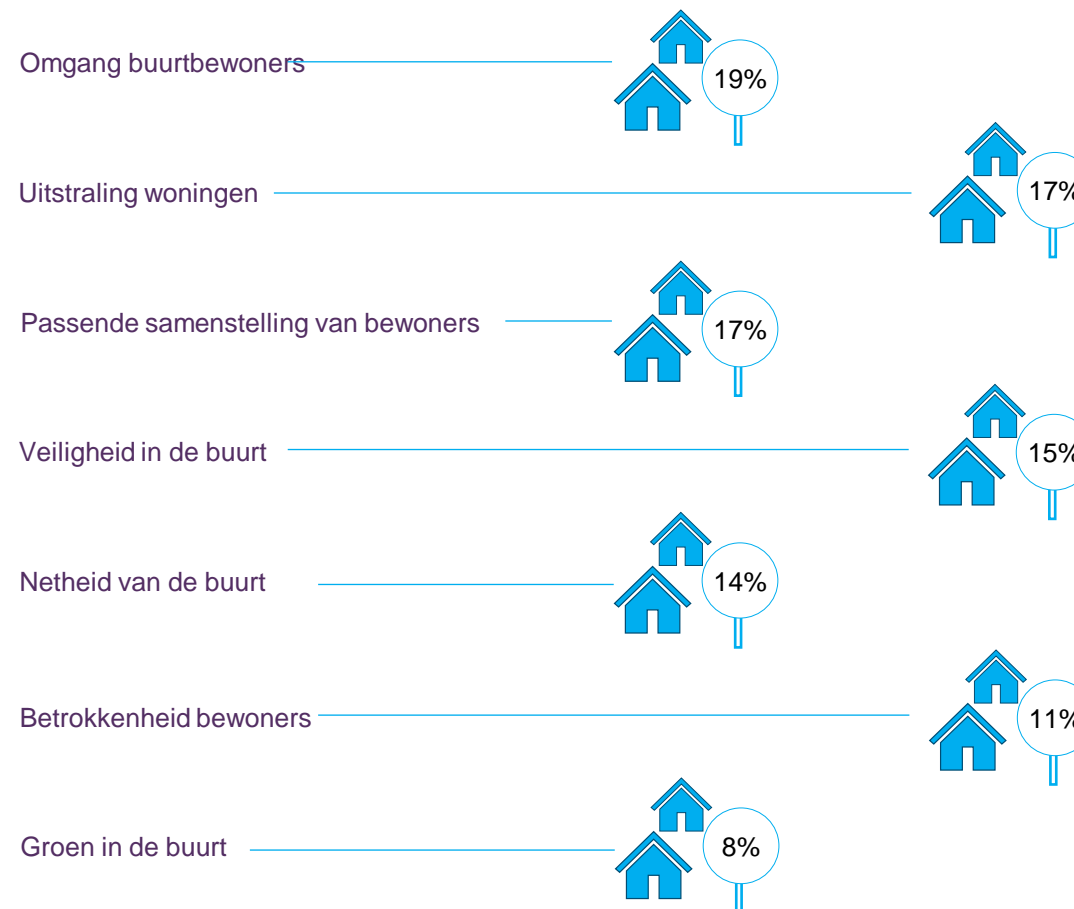 Omgang buurtbewoners
19%
Uitstraling woningen
17%
Passende samenstelling van bewoners
17%
Veiligheid in de buurt
15%
Netheid van de buurt
14%
Betrokkenheid bewoners
11%
Groen in de buurt
8%